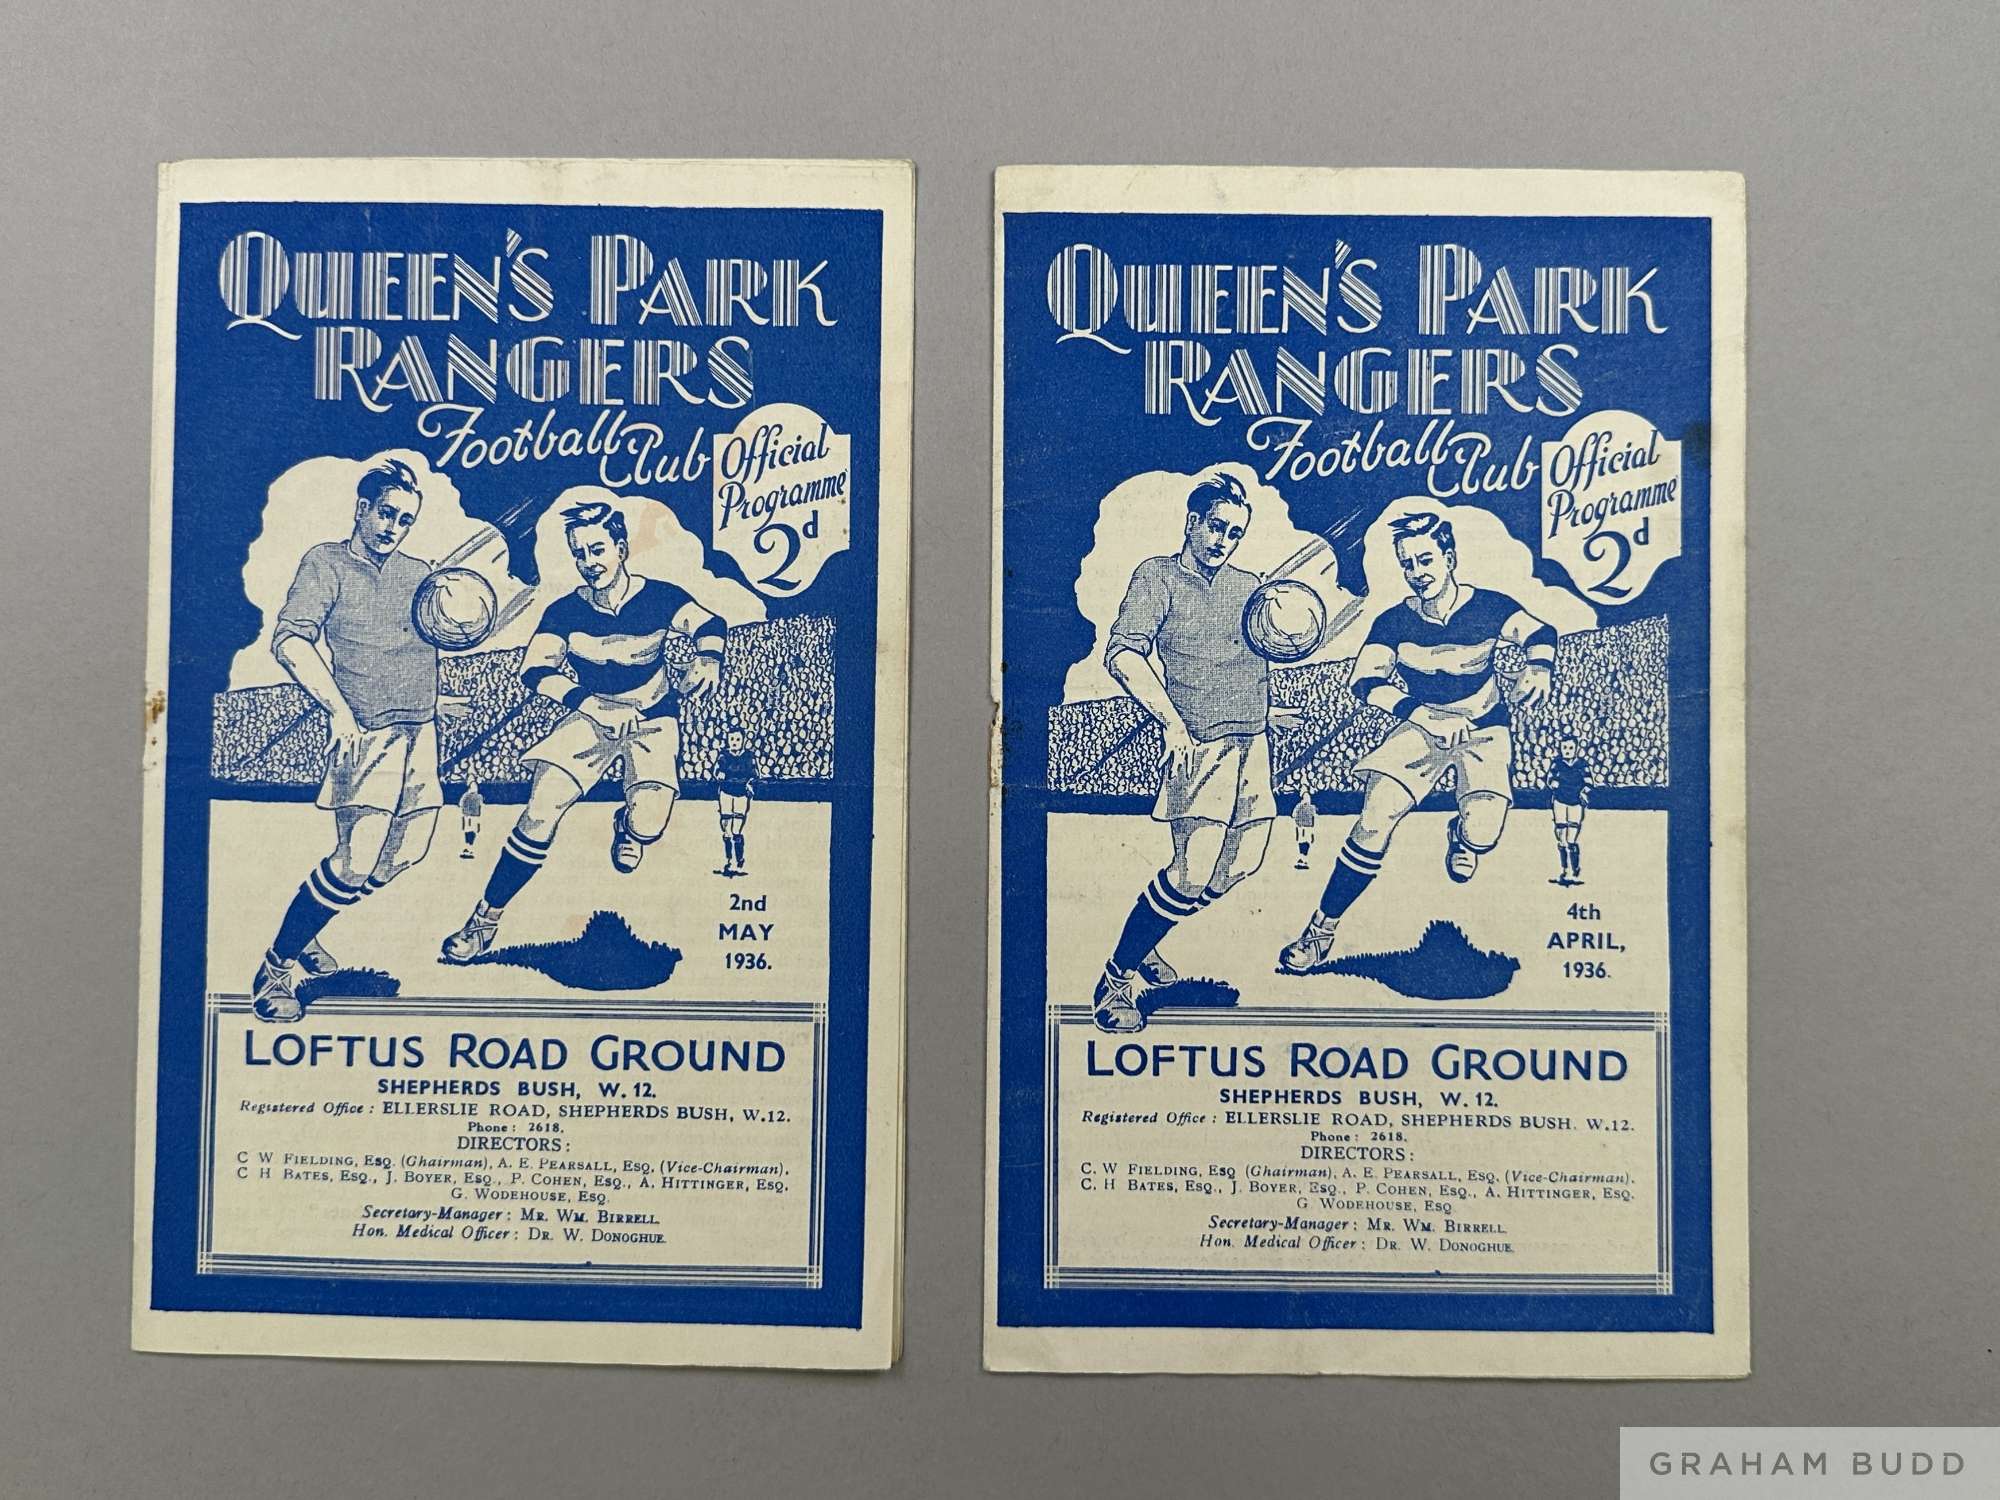 QUEEN'S PARK
RANGERS
Football Club
Official
Programme
2d
2nd
MAY
1936.
LOFTUS ROAD GROUND
SHEPHERDS BUSH, W. 12.
Registered Office : ELLERSLIE ROAD, SHEPHERDS BUSH, W.12.
Phone : 2618.
DIRECTORS :
C W FIELDING, ESQ. (Ghairman), A. E. PEARSALL, ESQ. (Vice-Chairman).
C H BATES, ESQ., J. BOYER, ESQ., P. COHEN, ESQ., A. HITTINGER, ESQ.
G. WODEHOUSE, ESQ.
Secretary-Manager : MR. WM. BIRRELL
Hon. Medical Officer : DR. W. DONOGHUE.
QUEEN'S PARK
RANGERS
Football Club
Official
Programme
2d
4th
APRIL,
1936.
LOFTUS ROAD GROUND
SHEPHERDS BUSH, W. 12.
Registered Office : ELLERSLIE ROAD, SHEPHERDS BUSH. W.12.
Phone : 2618.
DIRECTORS :
C. W FIELDING, ESQ (Ghairman), A. E. PEARSALL, ESQ. (Vice-Chairman).
C. H BATES, ESQ., J. BOYER, ESQ., P. COHEN, ESQ., A. HITTINGER, ESQ.
G WODEHOUSE, ESQ
Secretary-Manager : MR. WM. BIRRELL
Hon. Medical Officer : DR. W. DONOGHUE.
GRAHAM BUDD